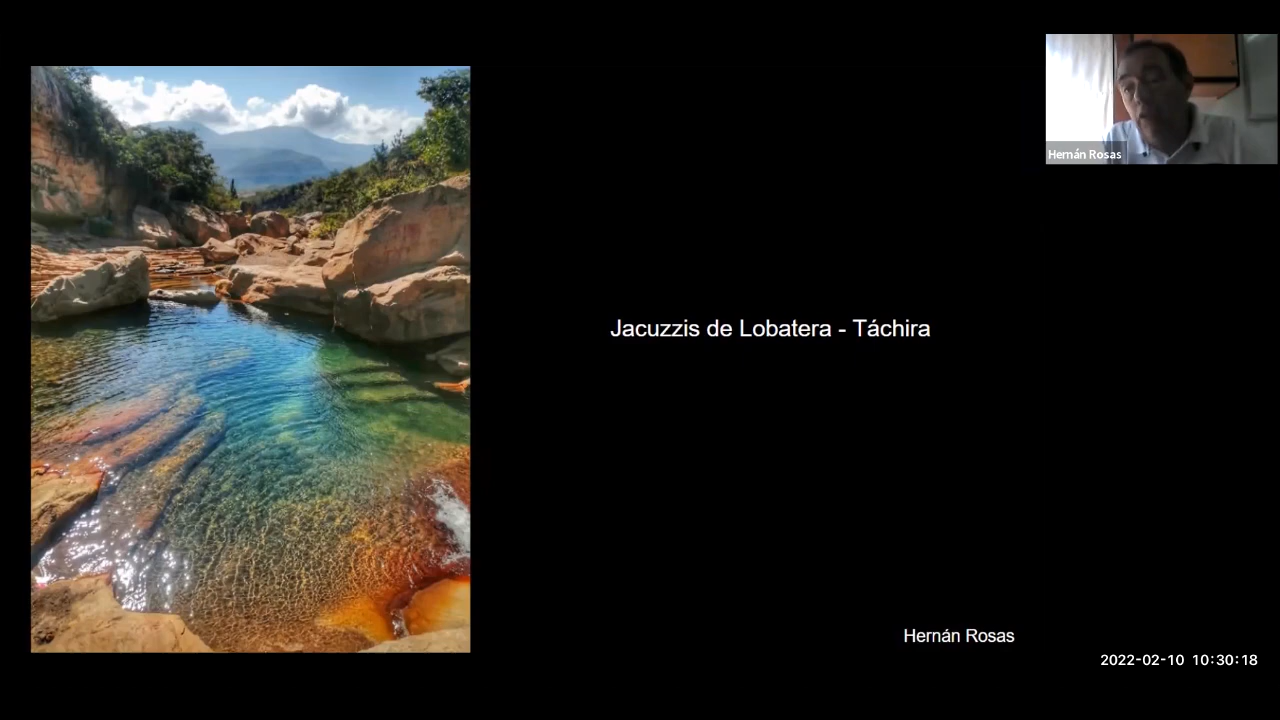 Hernán Rosas
Jacuzzis de Lobatera - Táchira
Hernán Rosas
2022-02-10 10:30:18